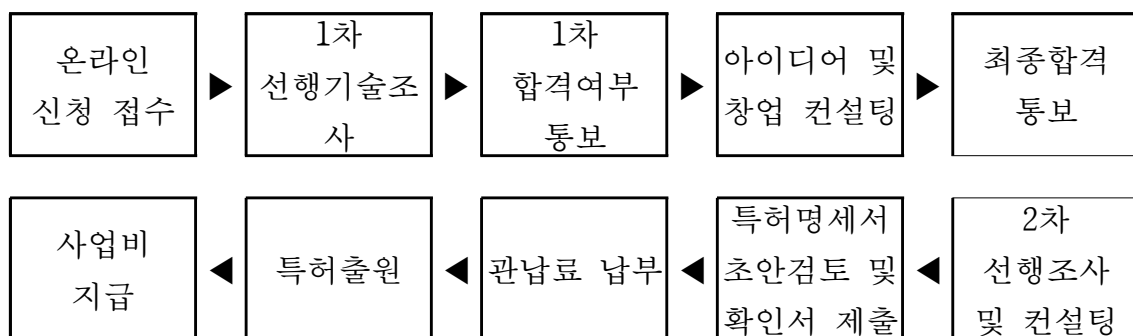 온라인
신청 접수
1차
선행기술조
사
1차
합격여부
통보
아이디어 및
창업 컨설팅
최종합격
통보
사업비
지급
특허출원
관납료 납부
특허명세서
초안검토 및
확인서 제출
2차
선행조사
및 컨설팅